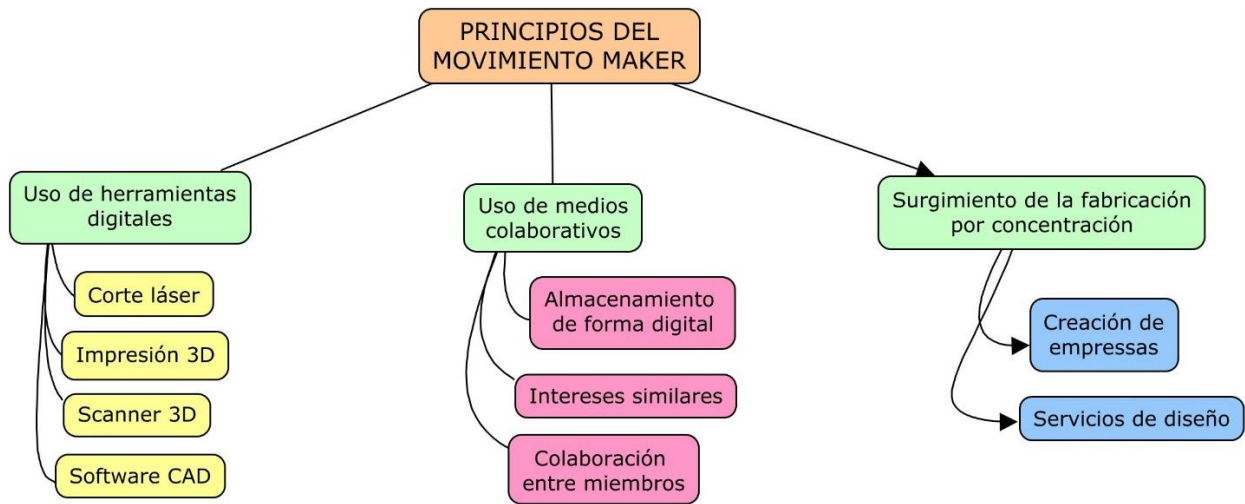 PRINCIPIOS DEL
MOVIMIENTO MAKER
Uso de herramientas
digitales
Corte láser
Impresión 3D
Scanner 3D
Software CAD
Uso de medios
colaborativos
Almacenamiento
de forma digital
Intereses similares
Colaboración
entre miembros
Surgimiento de la fabricación
por concentración
Creación de
empressas
Servicios de diseño